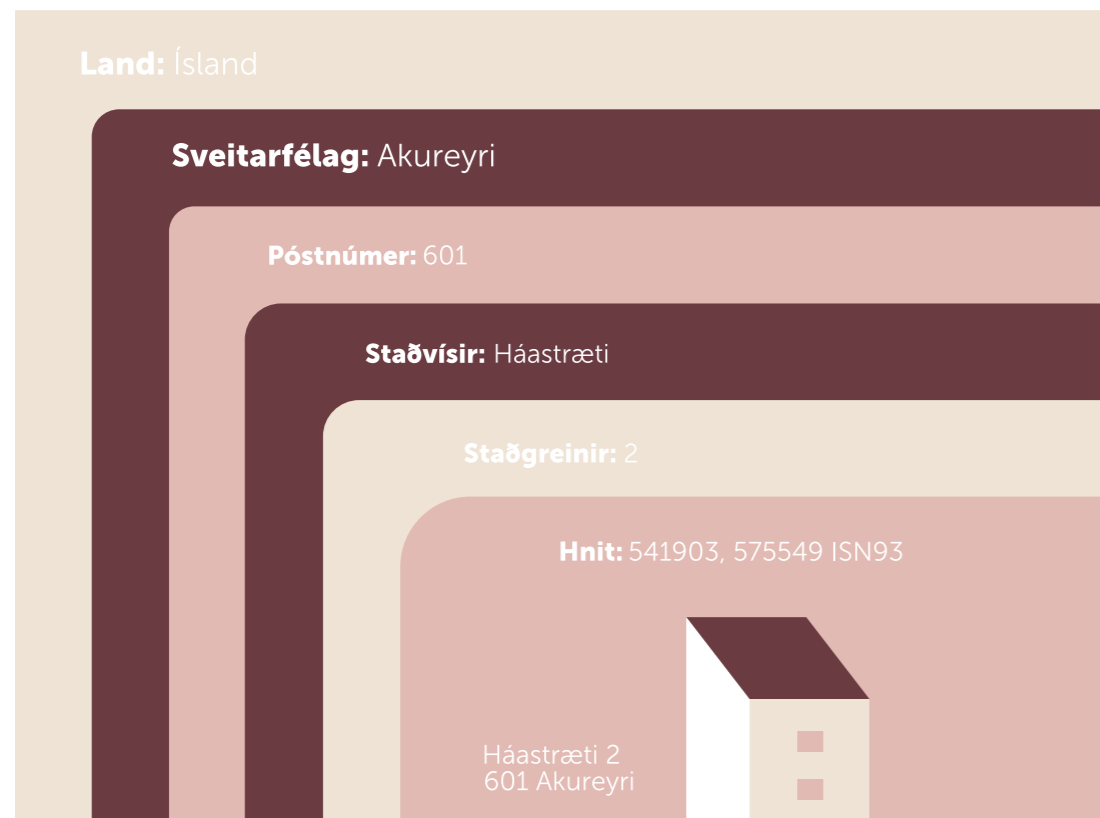 Land: Ísland
Sveitarfélag: Akureyri
Póstnúmer: 601
Staðvísir: Háastræti
Staðgreinir: 2
Hnit: 541903, 575549 ISN93
Háastræti 2
601 Akureyri